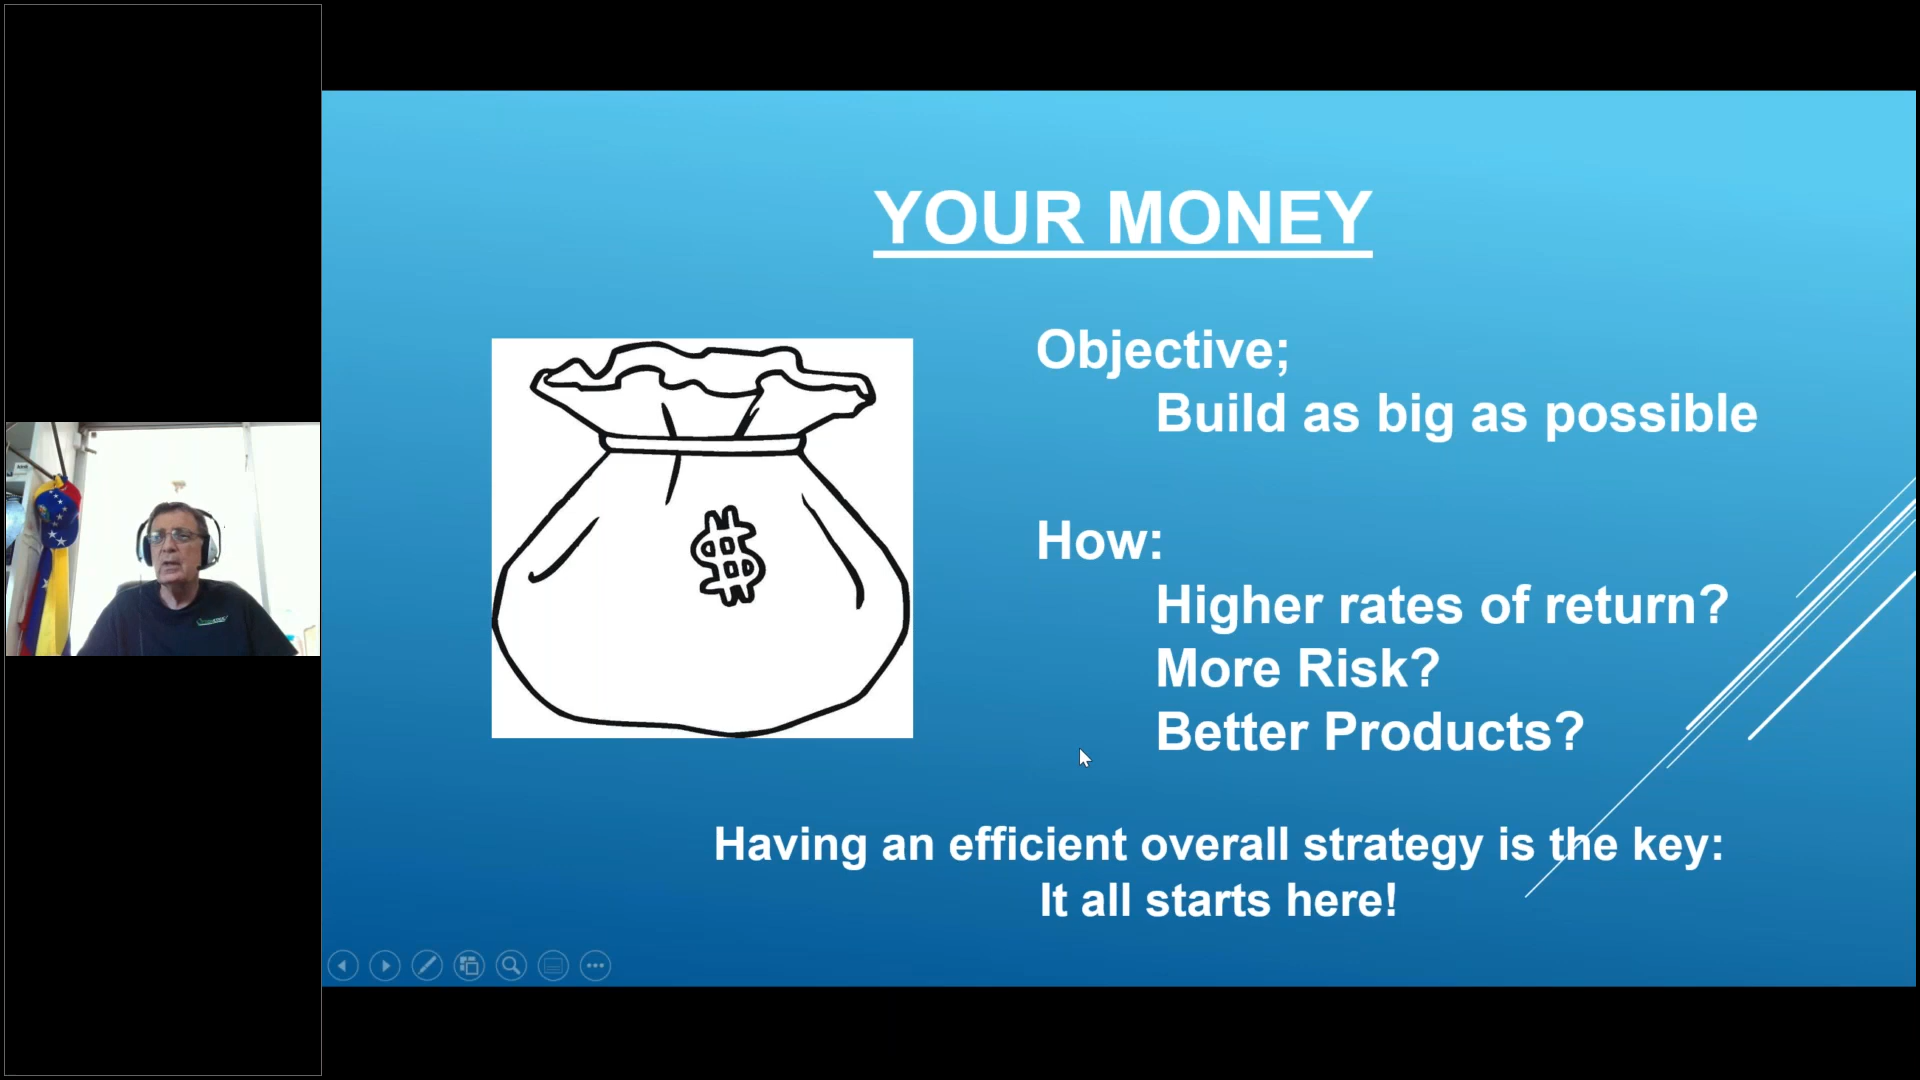 YOUR MONEY
Objective;
Build as big as possible
$
How:
Higher rates of return?
More Risk?
Better Products?
Having an efficient overall strategy is the key:
It all starts here!